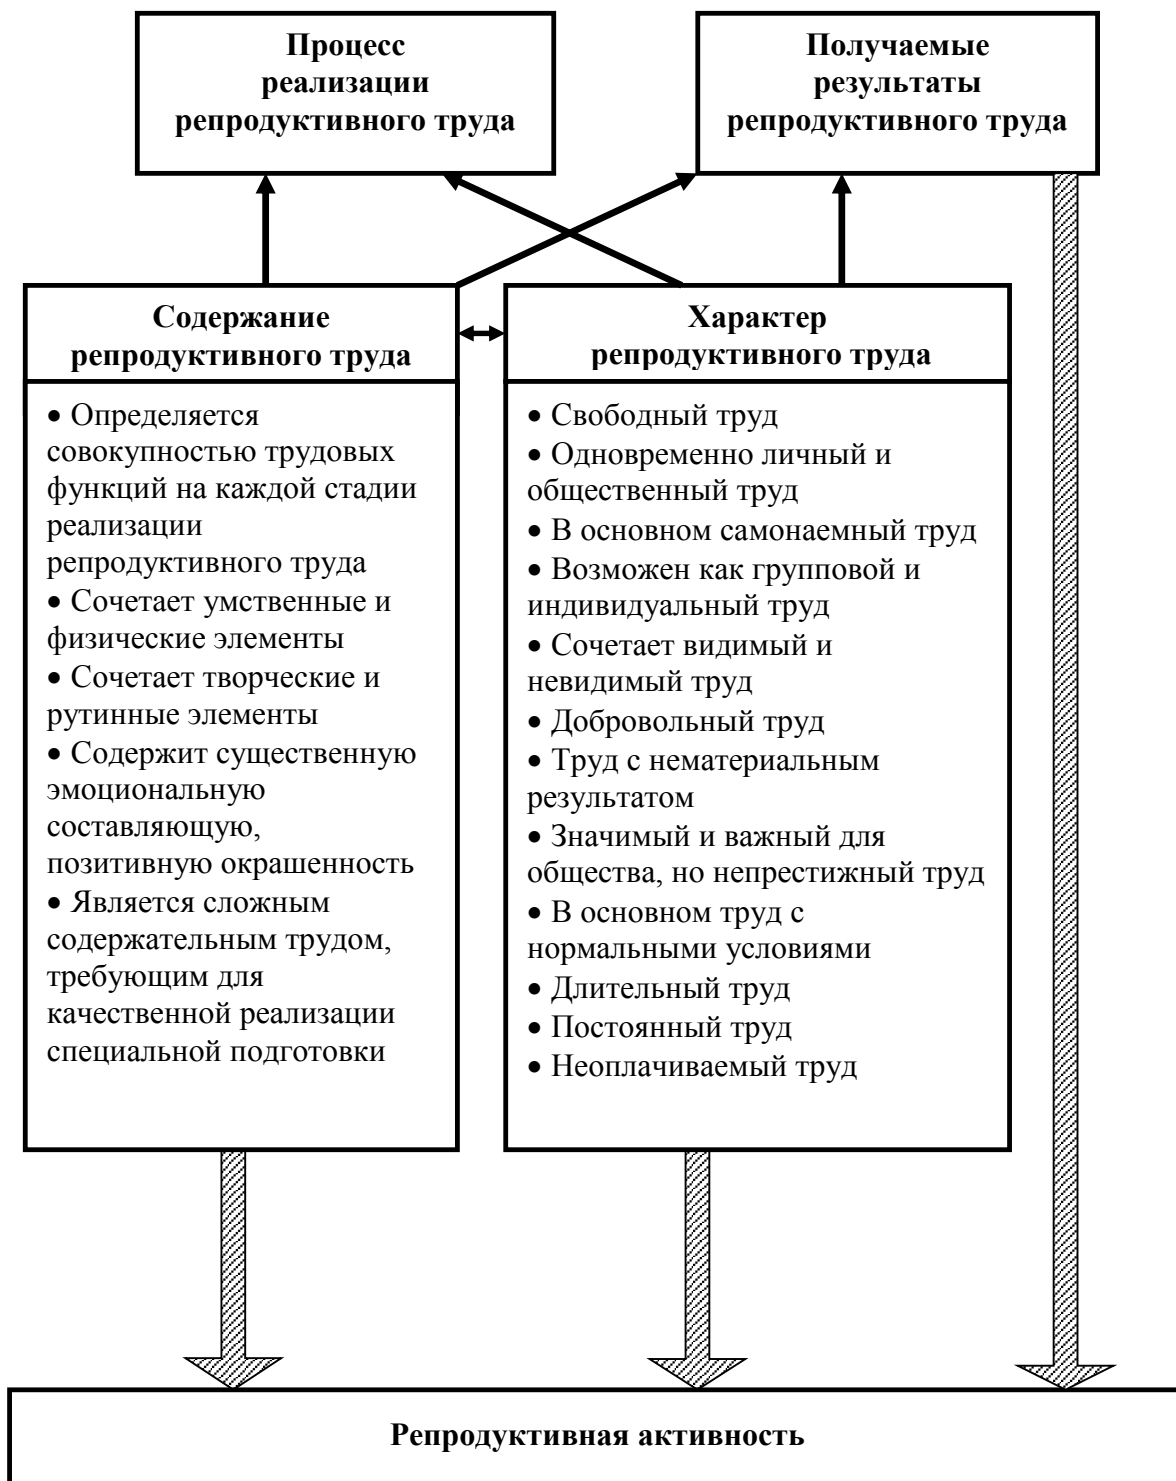 Процесс
реализации
репродуктивного труда
Получаемые
результаты
репродуктивного труда
Содержание
репродуктивного труда
Характер
репродуктивного труда
• Определяется
совокупностью трудовых
функций на каждой стадии
реализации
репродуктивного труда
• Сочетает умственные и
физические элементы
• Сочетает творческие и
рутинные элементы
• Содержит существенную
эмоциональную
составляющую,
позитивную окрашенность
• Является сложным
содержательным трудом,
требующим для
качественной реализации
специальной подготовки
• Свободный труд
• Одновременно личный и
общественный труд
• В основном самонаемный труд
• Возможен как групповой и
индивидуальный труд
• Сочетает видимый и
невидимый труд
• Добровольный труд
• Труд с нематериальным
результатом
• Значимый и важный для
общества, но непрестижный труд
• В основном труд с
нормальными условиями
• Длительный труд
• Постоянный труд
• Неоплачиваемый труд
Репродуктивная активность